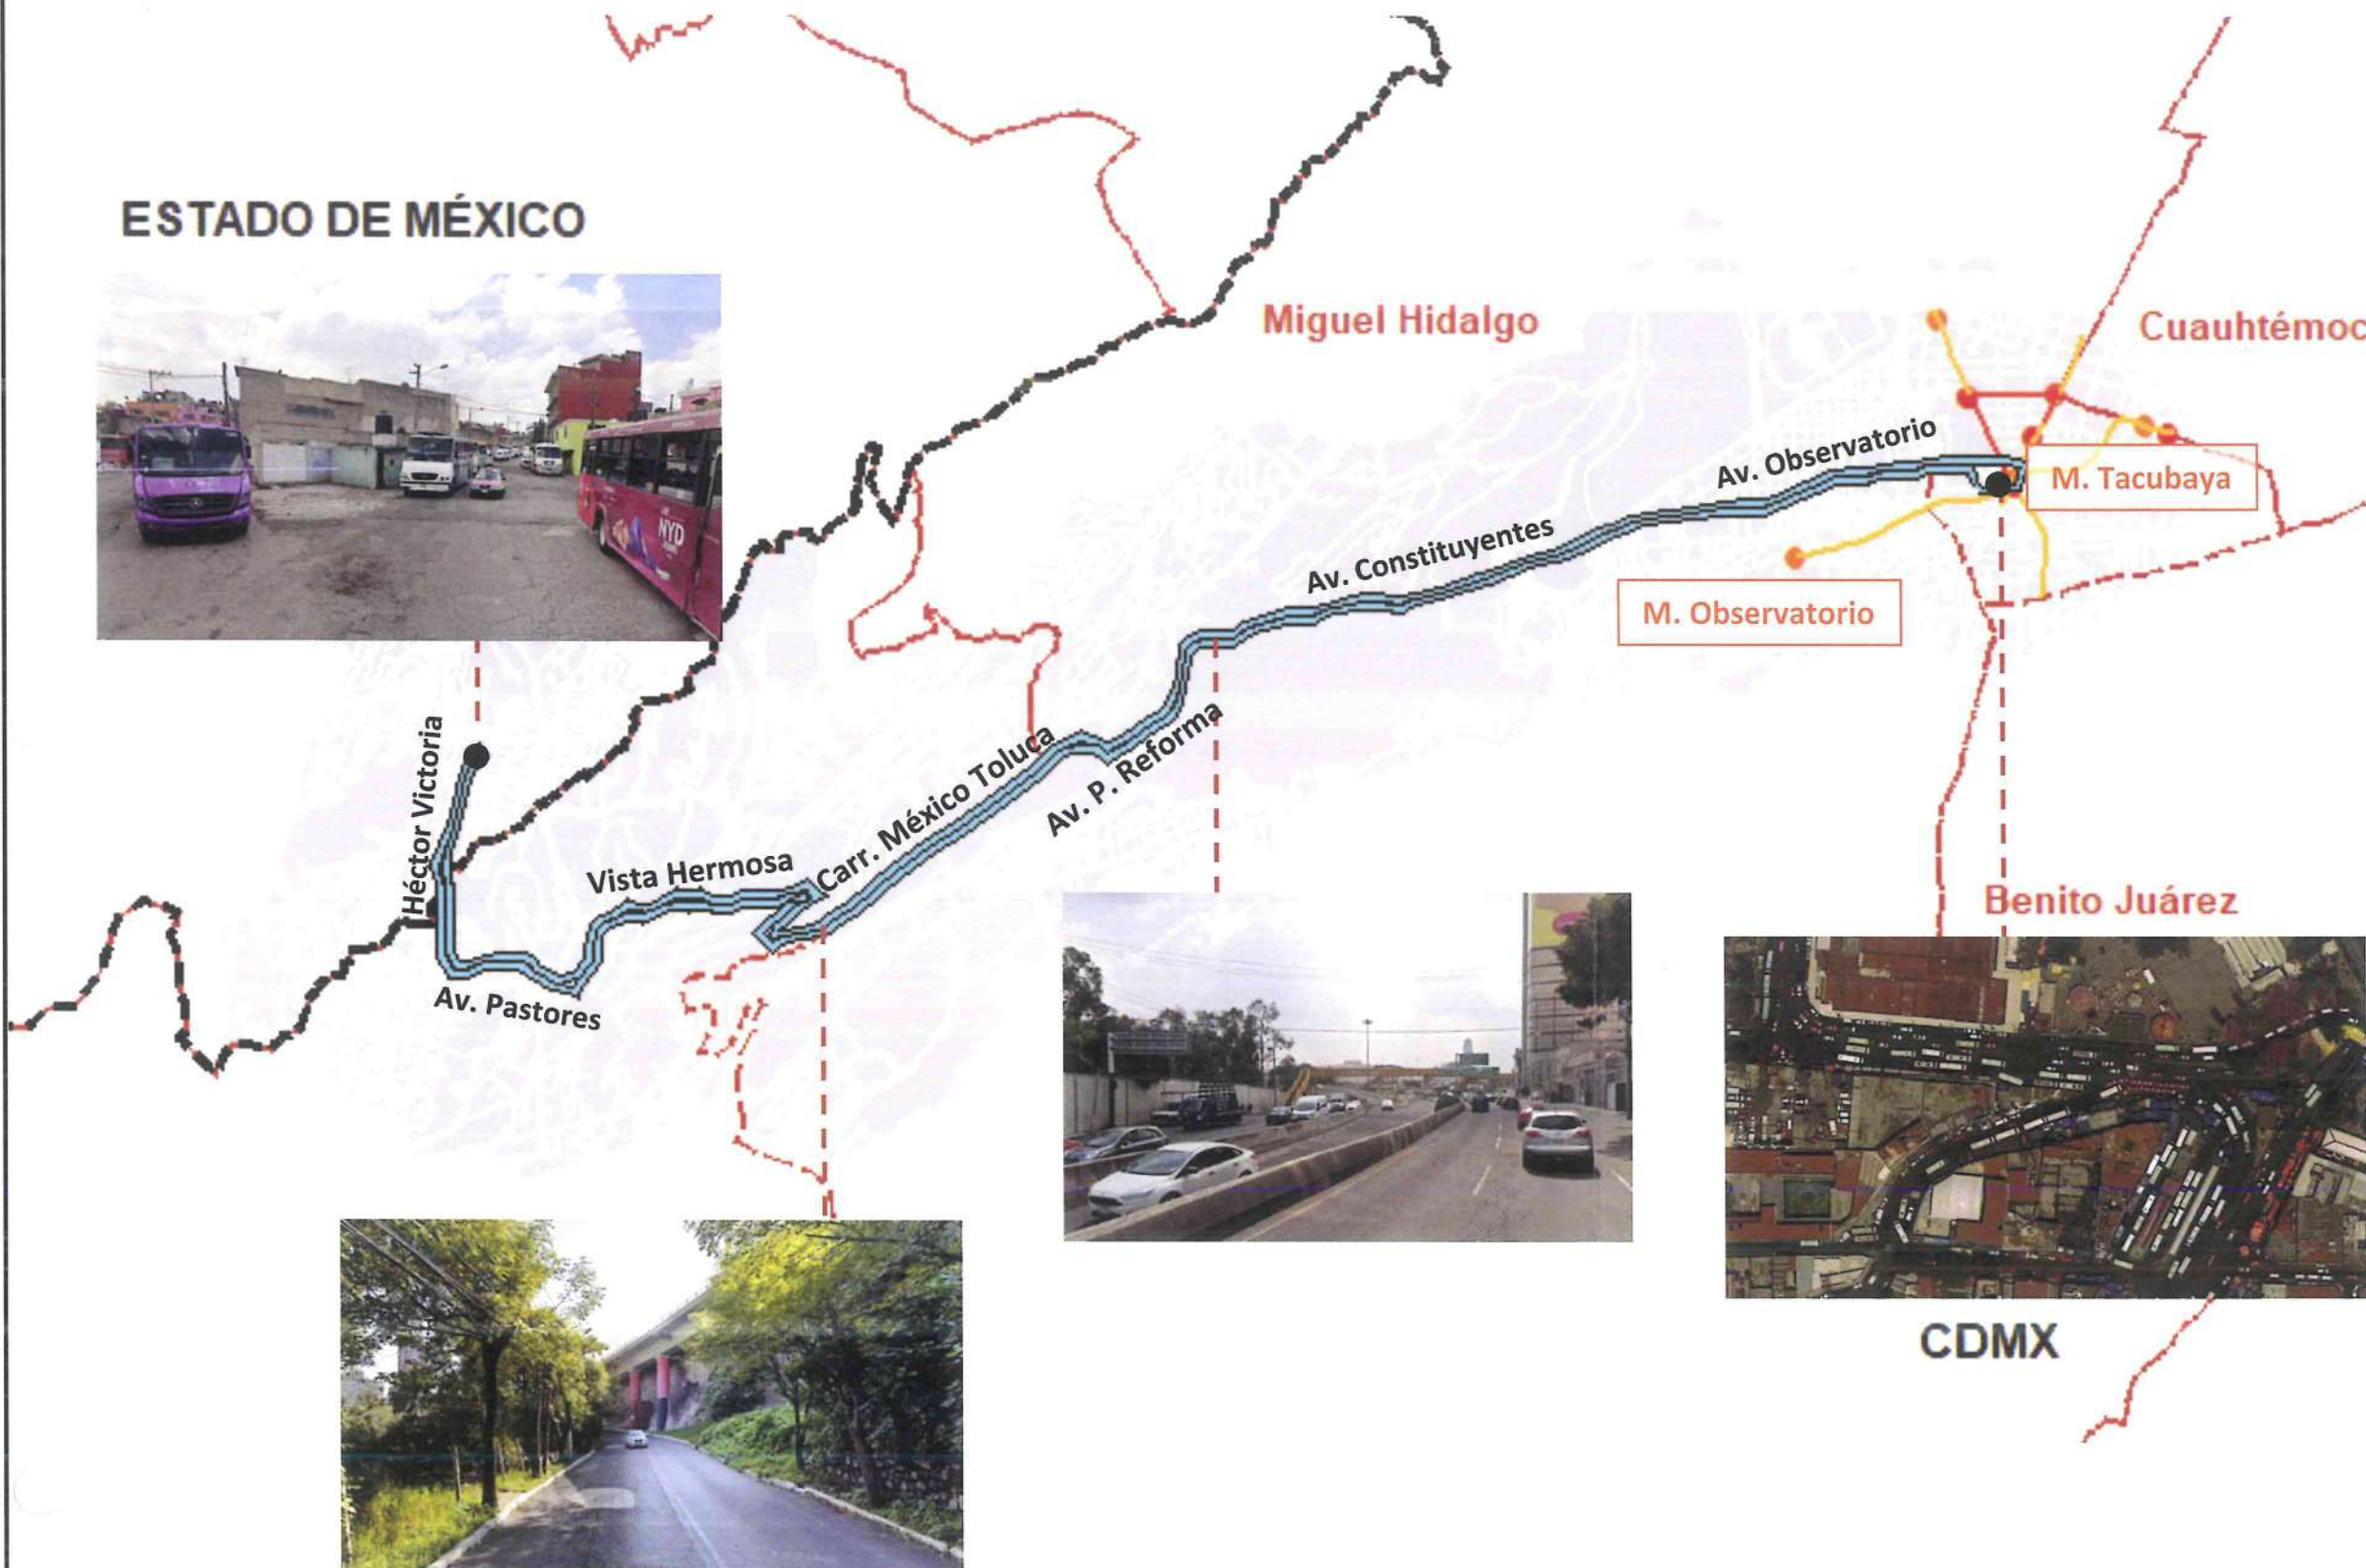 ESTADO DE MÉXICO
Miguel Hidalgo
Cuauhtémoc
Av. Observatorio
M. Tacubaya
Av. Constituyentes
M. Observatorio
NYD
Héctor Victoria
Carr. México Toluca
Av. P. Reforma
Vista Hermosa
Benito Juárez
Av. Pastores
CDMX